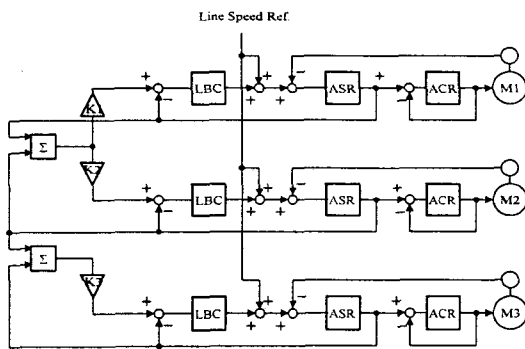 Line Speed Ref.
+ + − +
K1 − LBC + + ASR − ACR M1
Σ
K2
+ + − +
− LBC + + ASR − ACR M2
Σ
K3
+ + − +
− LBC + + ASR − ACR M3